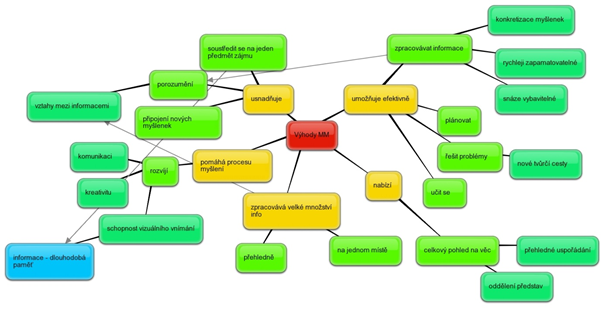 konkretizace myšlenek
soustředit se na jeden
předmět zájmu
zpracovávat informace
rychleji zapamatovatelné
porozumění
usnadňuje
umožňuje efektivně
snáze vybavitelné
vztahy mezi informacemi
připojení nových
myšlenek
plánovat
Výhody MM
komunikaci
rozvíjí
pomáhá procesu
myšlení
řešit problémy
nové tvůrčí cesty
kreativitu
nabízí
učit se
zpracovává velké množství
info
schopnost vizuálního vnímání
informace - dlouhodobá
paměť
přehledně
na jednom místě
celkový pohled na věc
přehledné uspořádání
oddělení představ